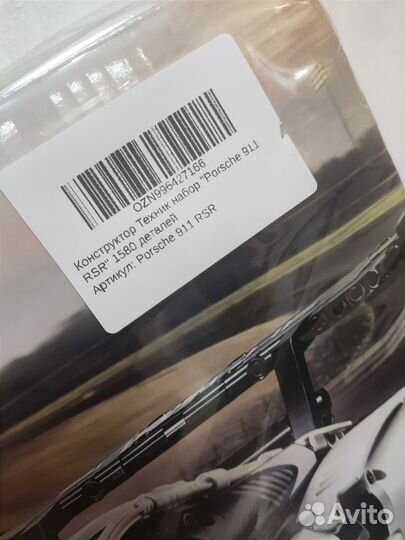 OZN996427166
Конструктор Техник набор "Porsche 911
RSR" 1580 деталей
Артикул: Porsche 911 RSR
Avito